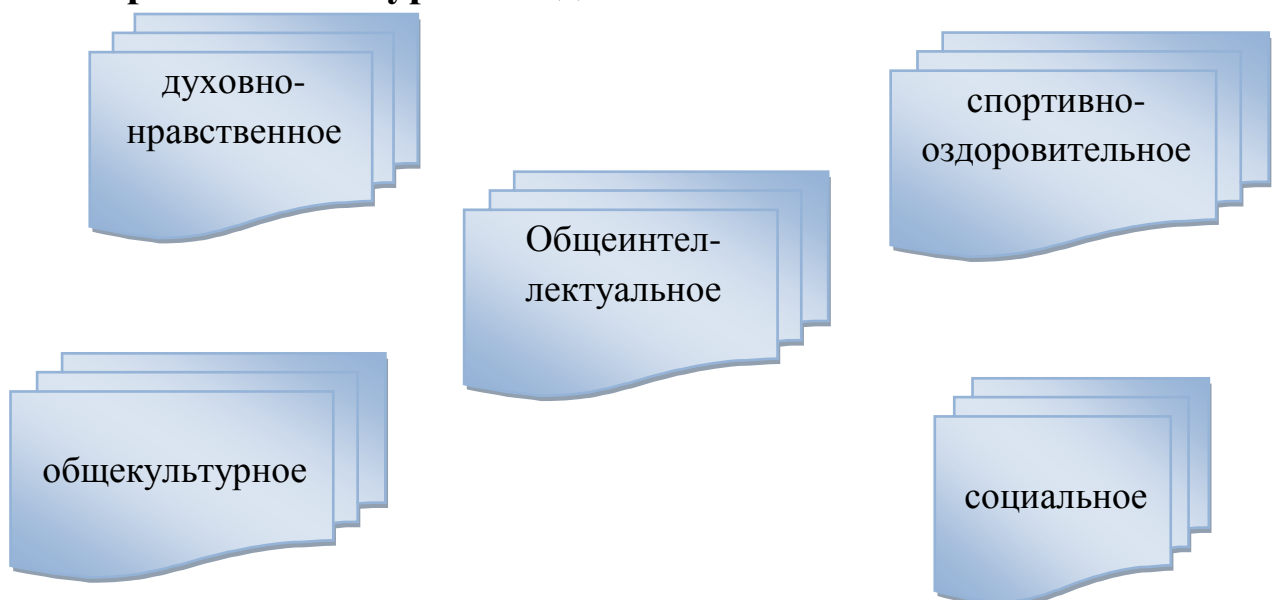 духовно-
нравственное
спортивно-
оздоровительное
Общеинтел-
лектуальное
общекультурное
социальное